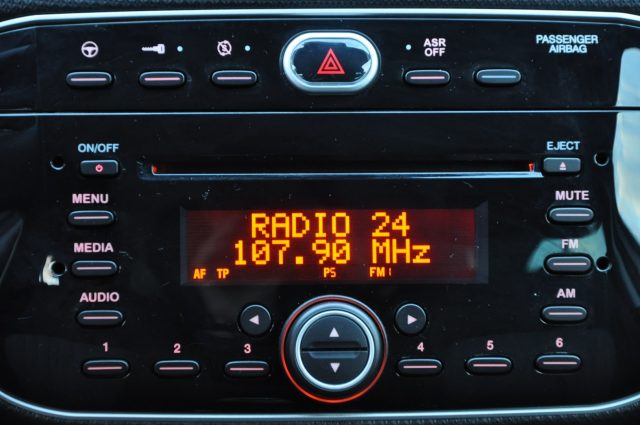 ASR
OFF
PASSENGER
AIRBAG
ON/OFF
EJECT
MENU
MUTE
RADIO 24
107.90 MHz
MEDIA
FM
AF TP PS FM1
AUDIO
AM
1 2 3 4 5 6